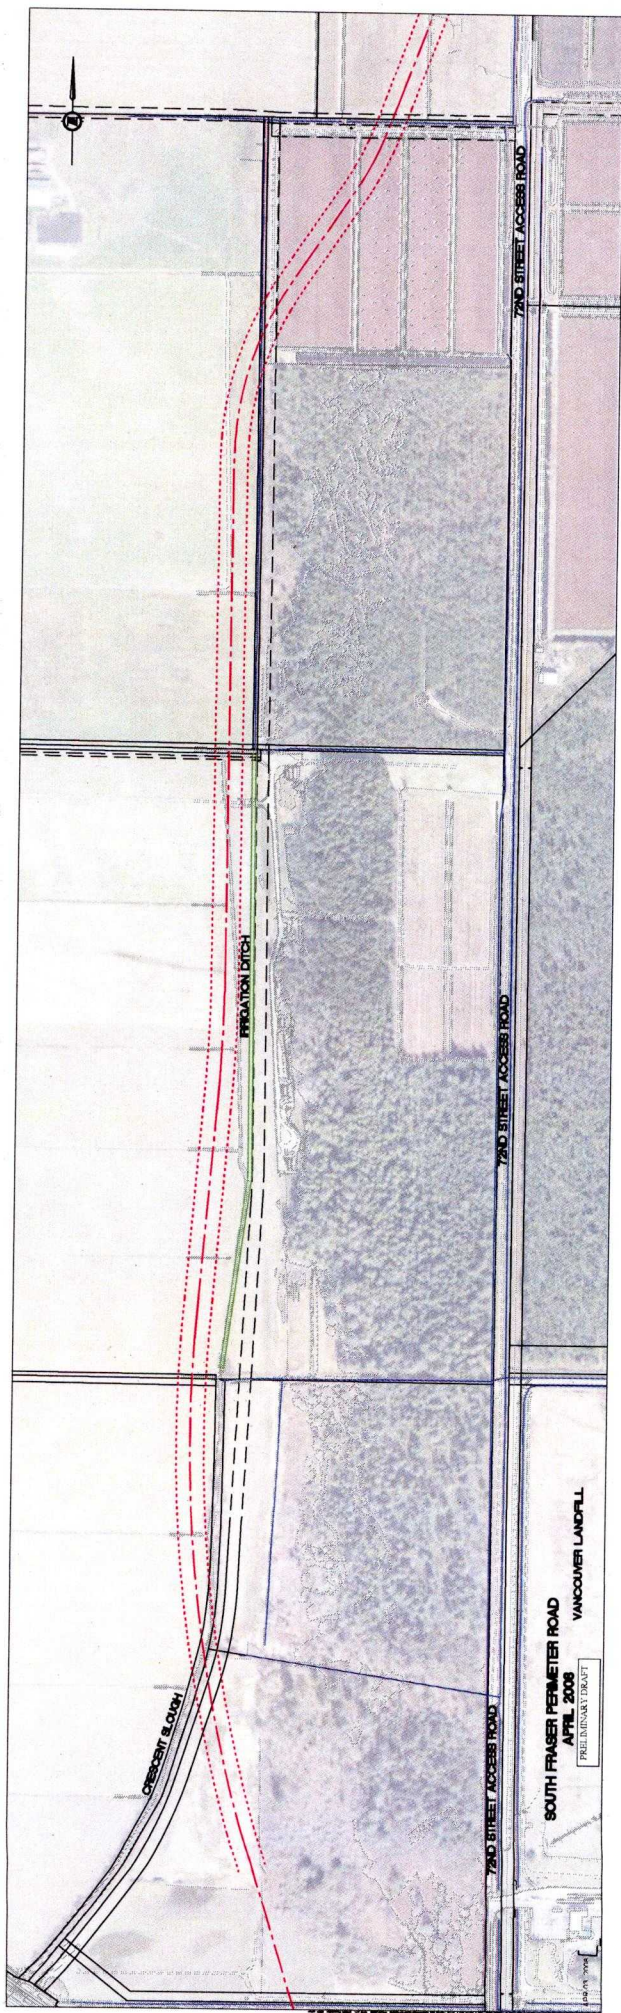 72ND STREET ACCESS ROAD
IRRIGATION DITCH
72ND STREET ACCESS ROAD
CRESCENT SLOUGH
72ND STREET ACCESS ROAD
SOUTH FRASER PERIMETER ROAD
APRIL 2008
VANCOUVER LANDFILL
PRELIMINARY DRAFT